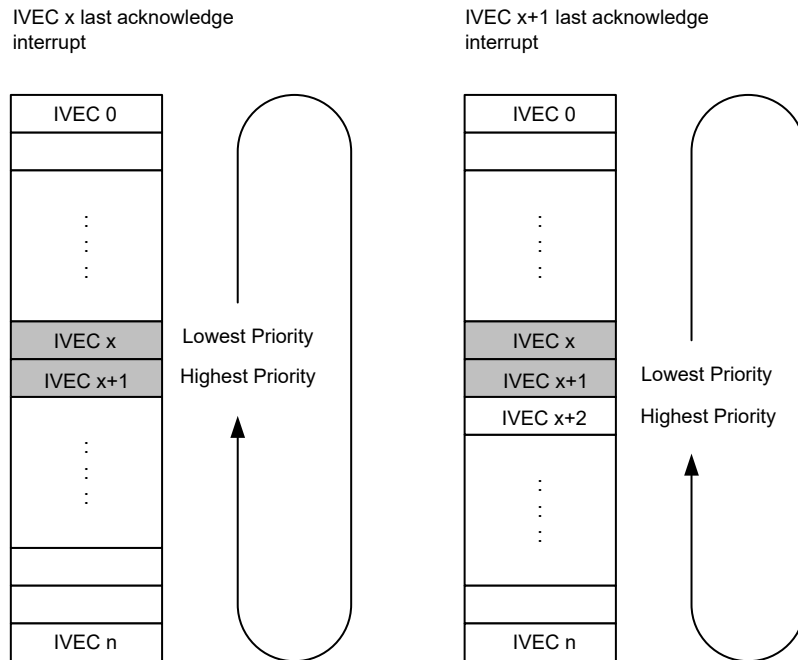 IVEC x last acknowledge
interrupt
IVEC 0
:
:
IVEC x
Lowest Priority
IVEC x+1
Highest Priority
:
:
IVEC n
IVEC x+1 last acknowledge
interrupt
IVEC 0
:
:
IVEC x
IVEC x+1
Lowest Priority
IVEC x+2
Highest Priority
:
:
IVEC n